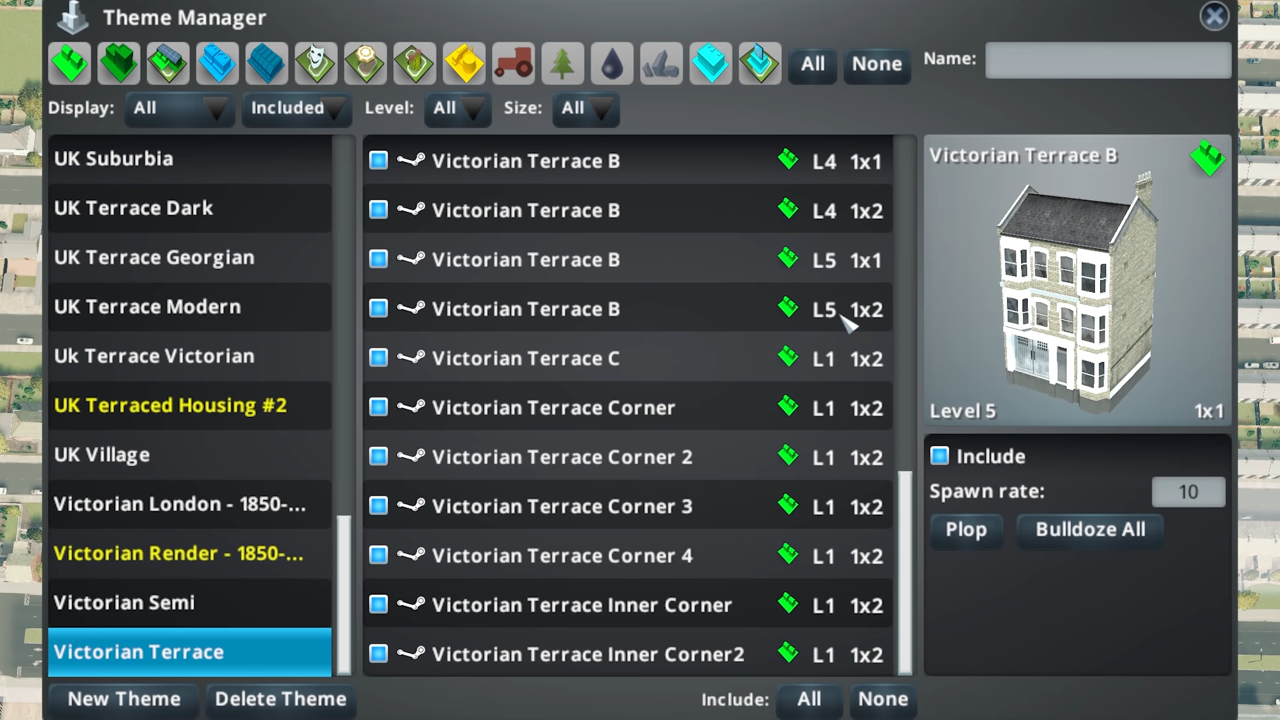 Theme Manager
All None Name:
Display: All Included Level: All Size: All
UK Suburbia
UK Terrace Dark
UK Terrace Georgian
UK Terrace Modern
Uk Terrace Victorian
UK Terraced Housing #2
UK Village
Victorian London - 1850-...
Victorian Render - 1850-...
Victorian Semi
Victorian Terrace
Victorian Terrace B L4 1x1
Victorian Terrace B L4 1x2
Victorian Terrace B L5 1x1
Victorian Terrace B L5 1x2
Victorian Terrace C L1 1x2
Victorian Terrace Corner L1 1x2
Victorian Terrace Corner 2 L1 1x2
Victorian Terrace Corner 3 L1 1x2
Victorian Terrace Corner 4 L1 1x2
Victorian Terrace Inner Corner L1 1x2
Victorian Terrace Inner Corner2 L1 1x2
Victorian Terrace B
Level 5 1x1
Include
Spawn rate: 10
Plop Bulldoze All
New Theme Delete Theme Include: All None